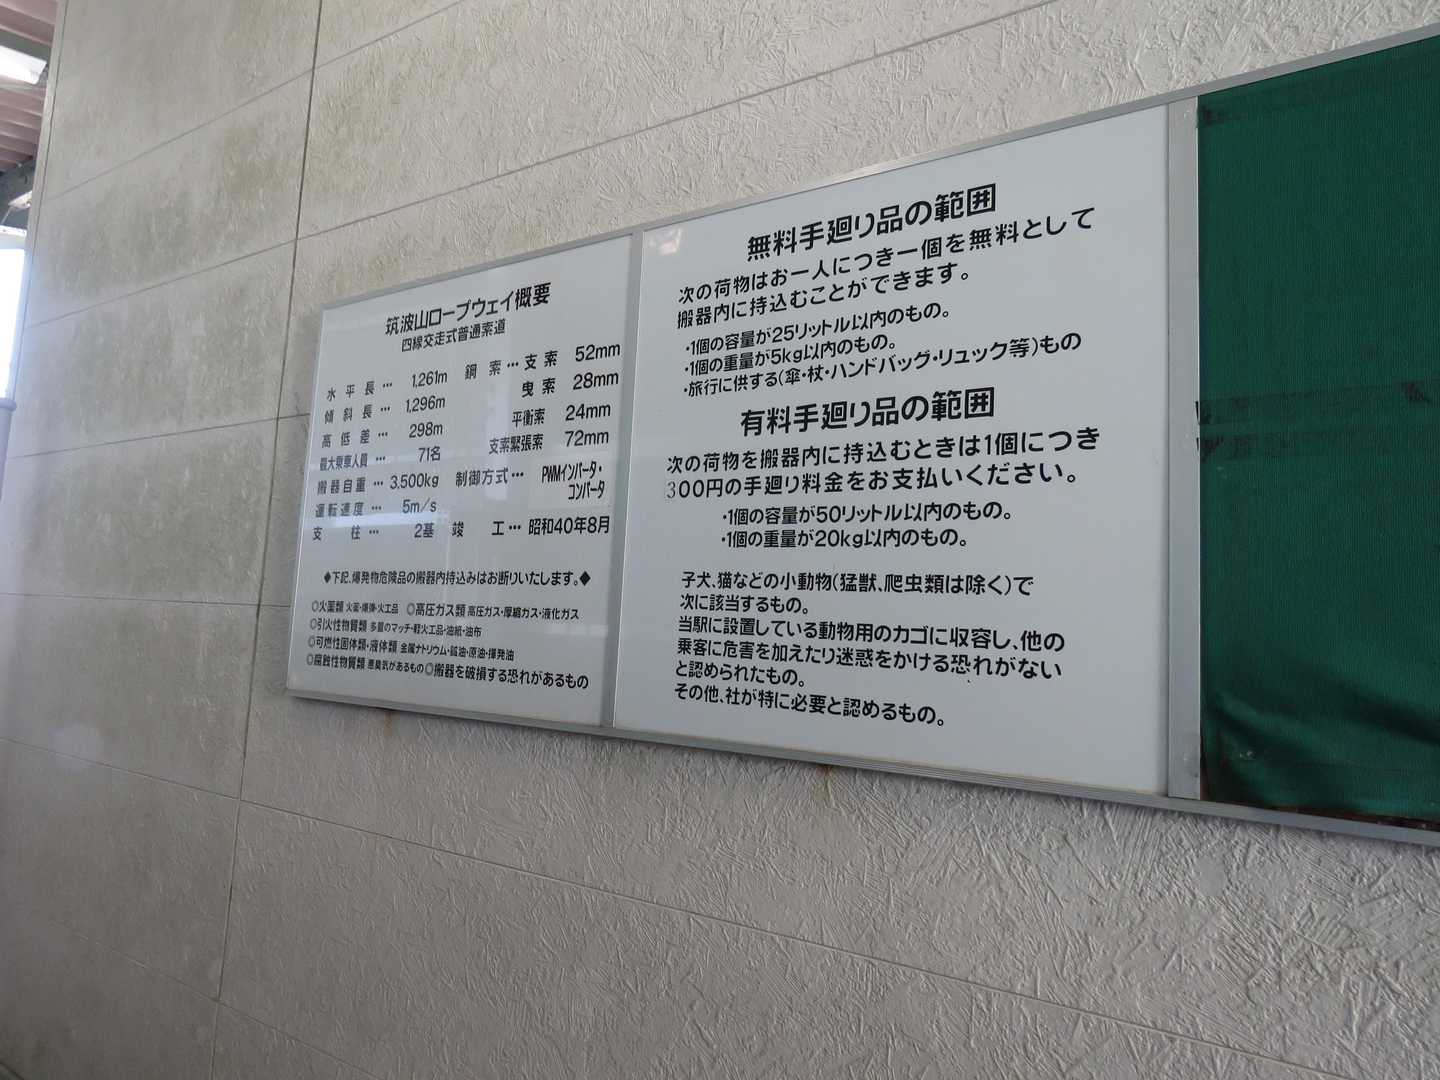 筑波山ロープウェイ概要
四線交走式普通索道
水平長… 1,261m 鋼索…支索 52mm
傾斜長… 1,296m 曳索 28mm
高低差… 298m 平衡索 24mm
最大乗車人員… 71名 支索緊張索 72mm
搬器自重… 3,500kg 制御方式… PWMインバータ・
コンバータ
運転速度… 5m/s
支柱… 2基 竣工… 昭和40年8月
◆下記、爆発物危険品の搬器内持込みはお断りいたします。◆
○火薬類 火薬・爆弾・火工品 ○高圧ガス類 高圧ガス・厚縮ガス・液化ガス
○引火性物質類 多量のマッチ・軽火工品・油紙・油布
○可燃性固体類・液体類 金属ナトリウム・鉱油・原油・揮発油
○腐蝕性物質類 悪臭気があるもの○搬器を破損する恐れがあるもの
無料手廻り品の範囲
次の荷物はお一人につき一個を無料として
搬器内に持込むことができます。
・1個の容量が25リットル以内のもの。
・1個の重量が5kg以内のもの。
・旅行に供する(傘・杖・ハンドバッグ・リュック等)もの
有料手廻り品の範囲
次の荷物を搬器内に持込むときは1個につき
300円の手廻り料金をお支払いください。
・1個の容量が50リットル以内のもの。
・1個の重量が20kg以内のもの。
子犬、猫などの小動物(猛獣、爬虫類は除く)で
次に該当するもの。
当駅に設置している動物用のカゴに収容し、他の
乗客に危害を加えたり迷惑をかける恐れがない
と認められたもの。
その他、社が特に必要と認めるもの。